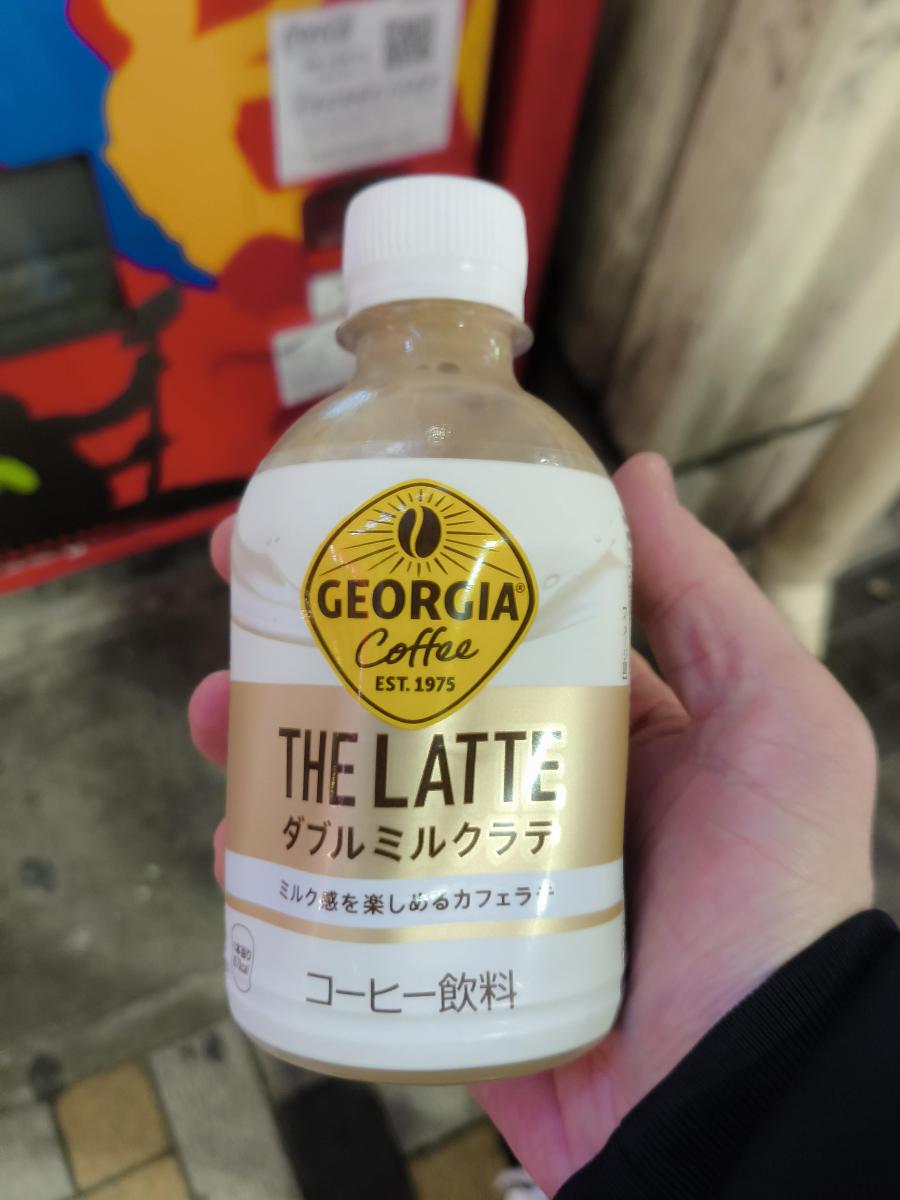 GEORGIA®
Coffee
EST. 1975
THE LATTE
ダブルミルクラテ
ミルク感を楽しめるカフェラテ
コーヒー飲料